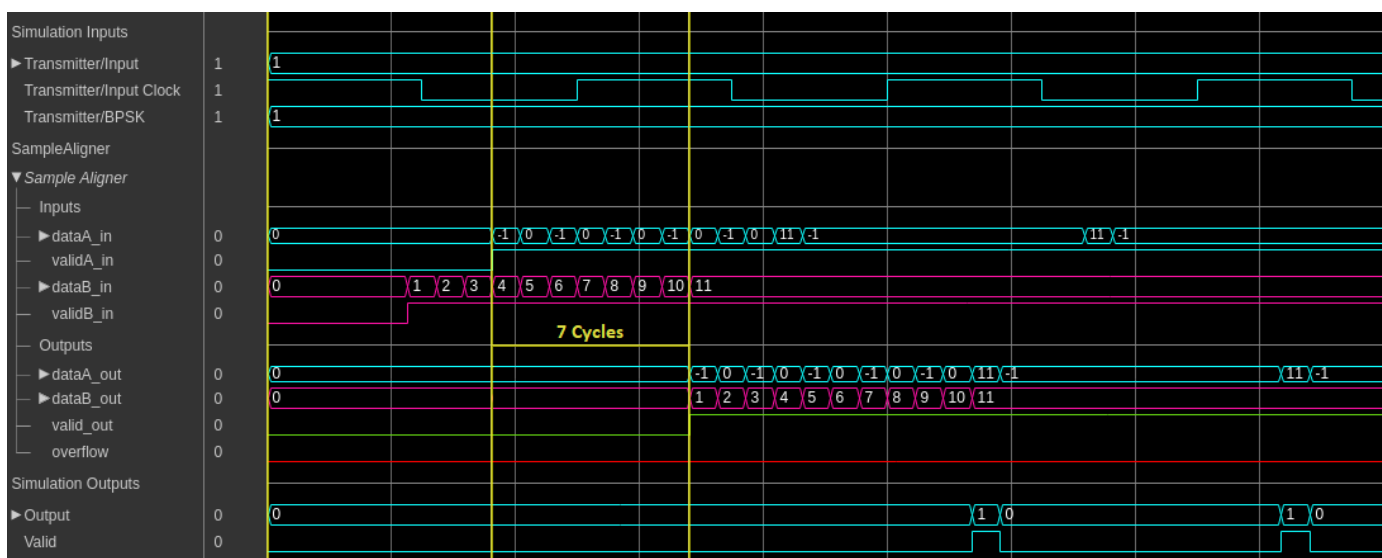 Simulation Inputs
▶Transmitter/Input 1 1
Transmitter/Input Clock 1
Transmitter/BPSK 1 1
SampleAligner
▼Sample Aligner
Inputs
▶dataA_in 0 0 -1 0 -1 0 -1 0 -1 0 -1 0 11 -1 11 -1
validA_in 0
▶dataB_in 0 0 1 2 3 4 5 6 7 8 9 10 11
validB_in 0
7 Cycles
Outputs
▶dataA_out 0 0 -1 0 -1 0 -1 0 -1 0 -1 0 11 -1 11 -1
▶dataB_out 0 0 1 2 3 4 5 6 7 8 9 10 11
valid_out 0
overflow 0
Simulation Outputs
▶Output 0 0 1 0 1 0
Valid 0